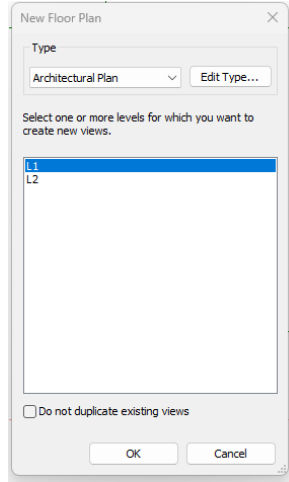 New Floor Plan
Type
Architectural Plan
Edit Type...
Select one or more levels for which you want to
create new views.
L1
L2
Do not duplicate existing views
OK
Cancel